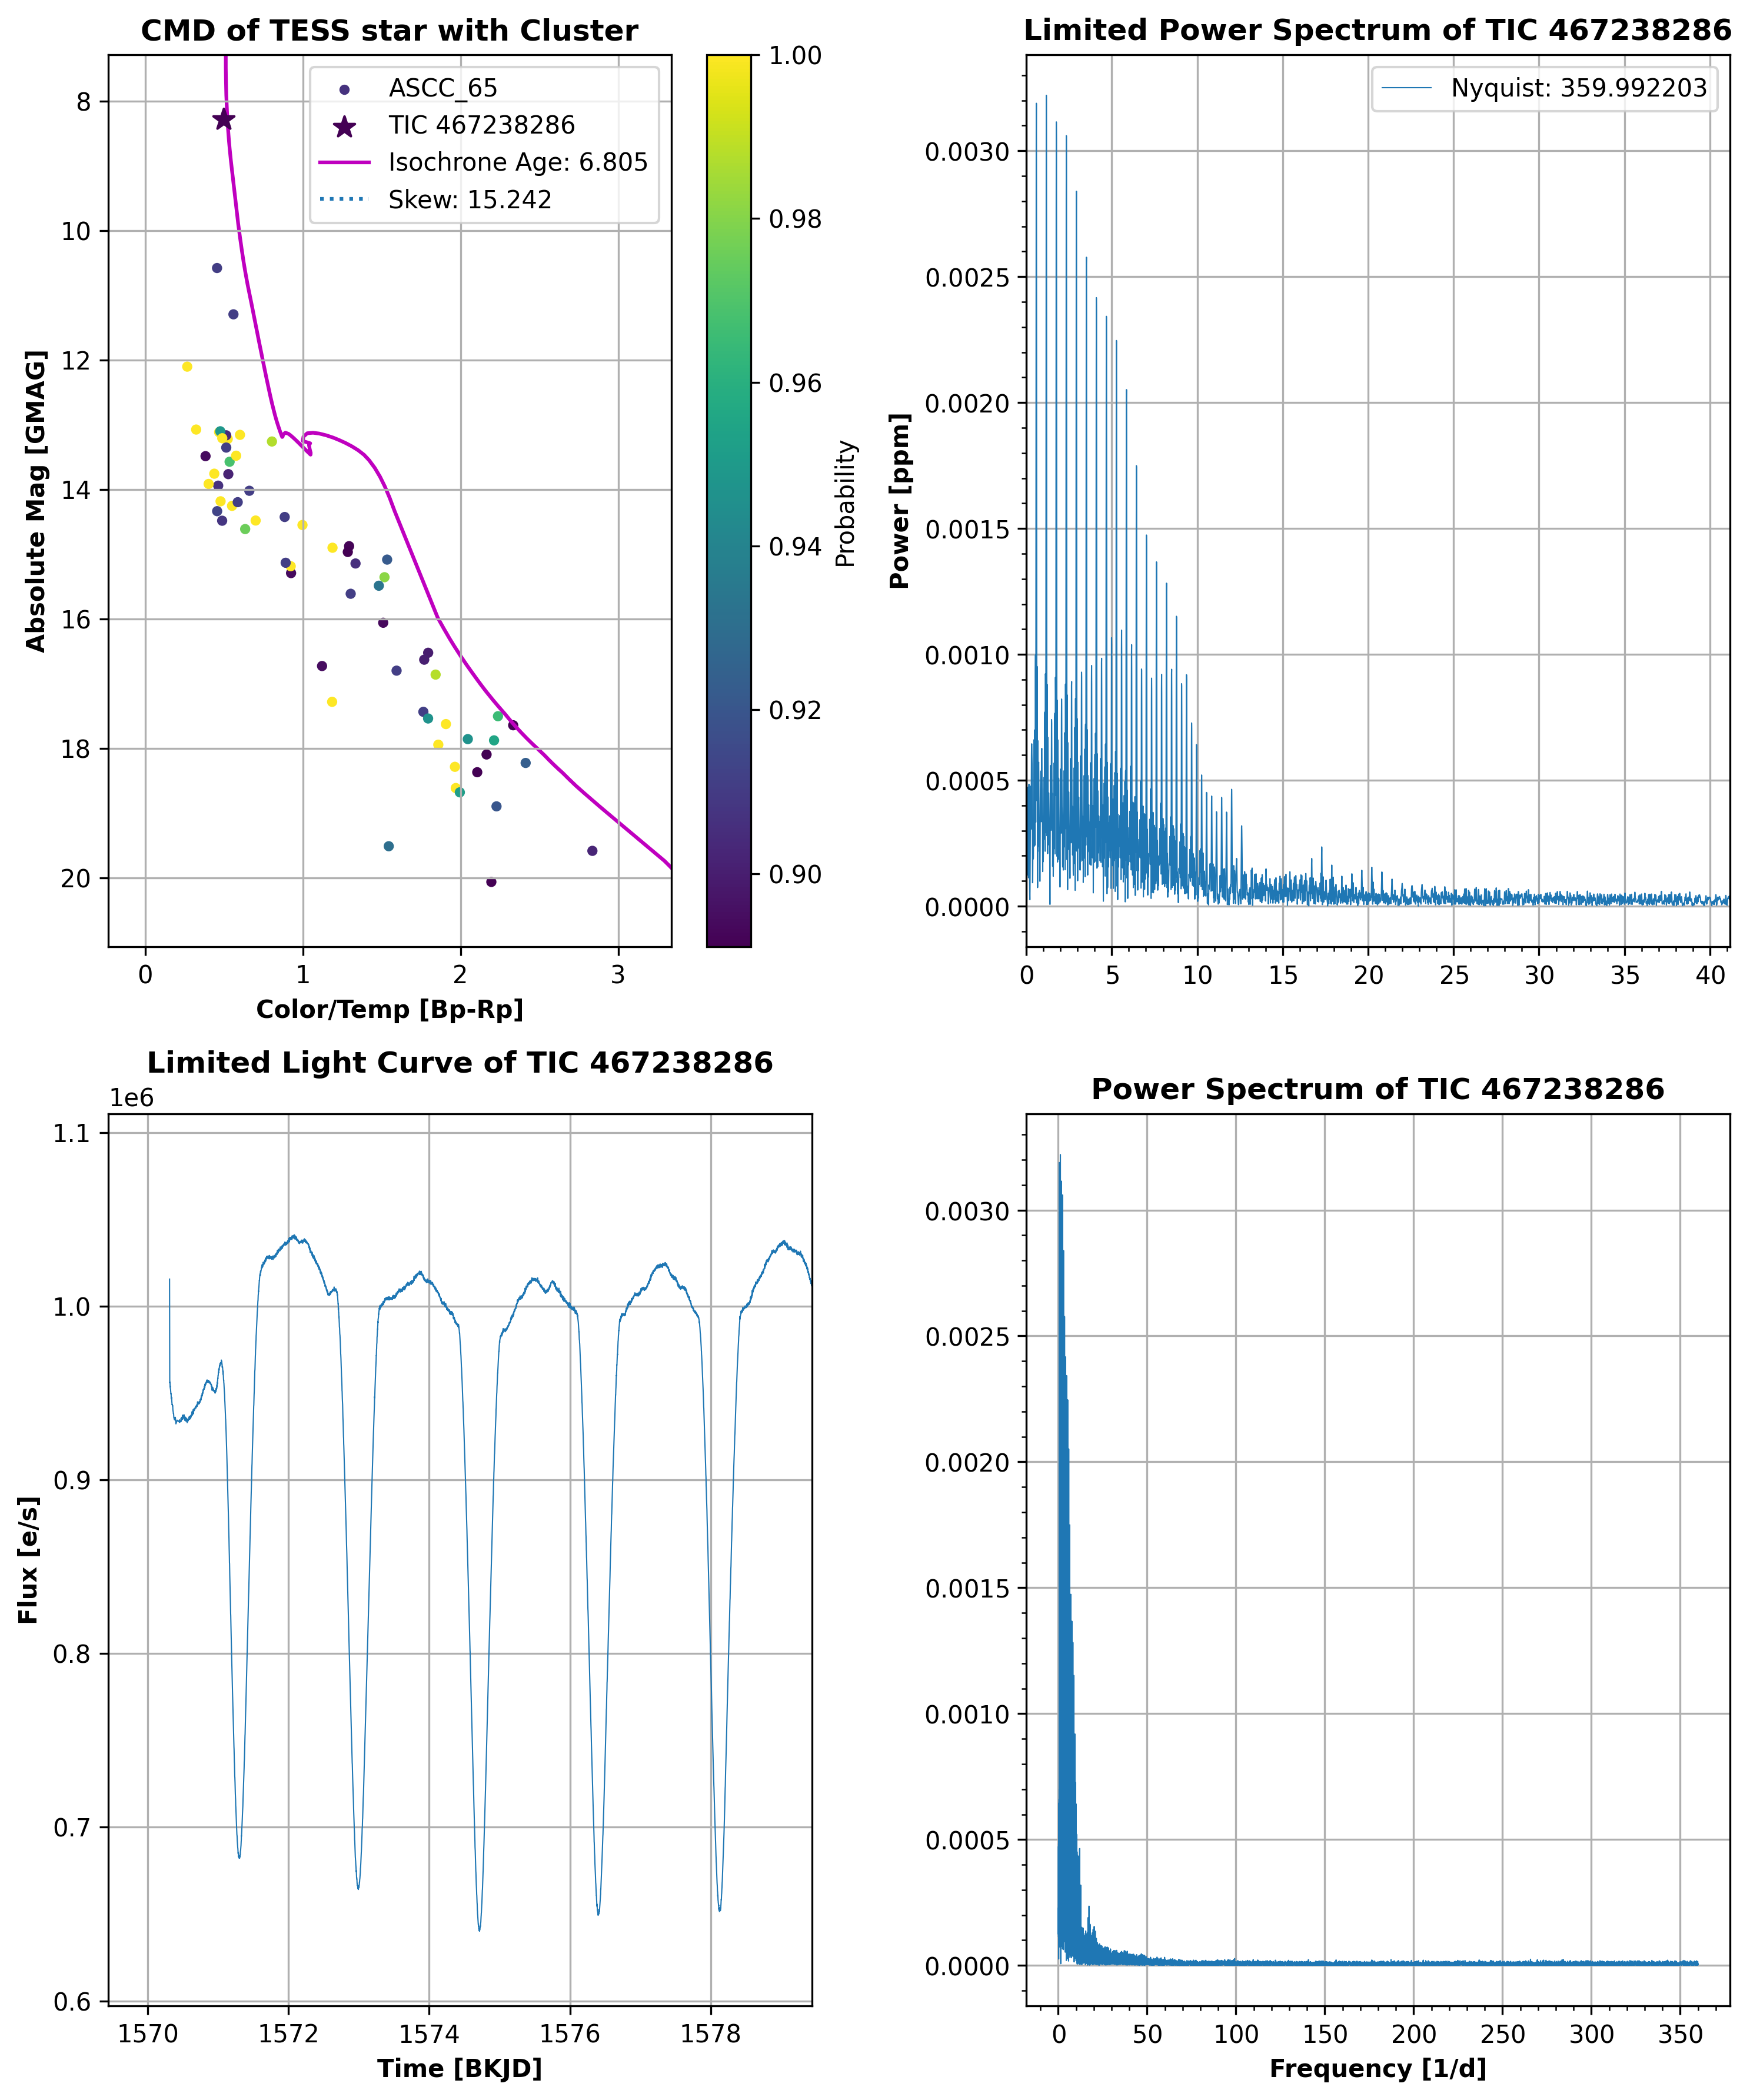 CMD of TESS star with Cluster
ASCC_65
TIC 467238286
Isochrone Age: 6.805
Skew: 15.242
8
10
12
14
16
18
20
Absolute Mag [GMAG]
0 1 2 3
Color/Temp [Bp-Rp]
1.00
0.98
0.96
0.94
0.92
0.90
Probability
Limited Power Spectrum of TIC 467238286
Nyquist: 359.992203
0.0030
0.0025
0.0020
0.0015
0.0010
0.0005
0.0000
Power [ppm]
0 5 10 15 20 25 30 35 40
Limited Light Curve of TIC 467238286
1e6
1.1
1.0
0.9
0.8
0.7
0.6
Flux [e/s]
1570 1572 1574 1576 1578
Time [BKJD]
Power Spectrum of TIC 467238286
0.0030
0.0025
0.0020
0.0015
0.0010
0.0005
0.0000
0 50 100 150 200 250 300 350
Frequency [1/d]